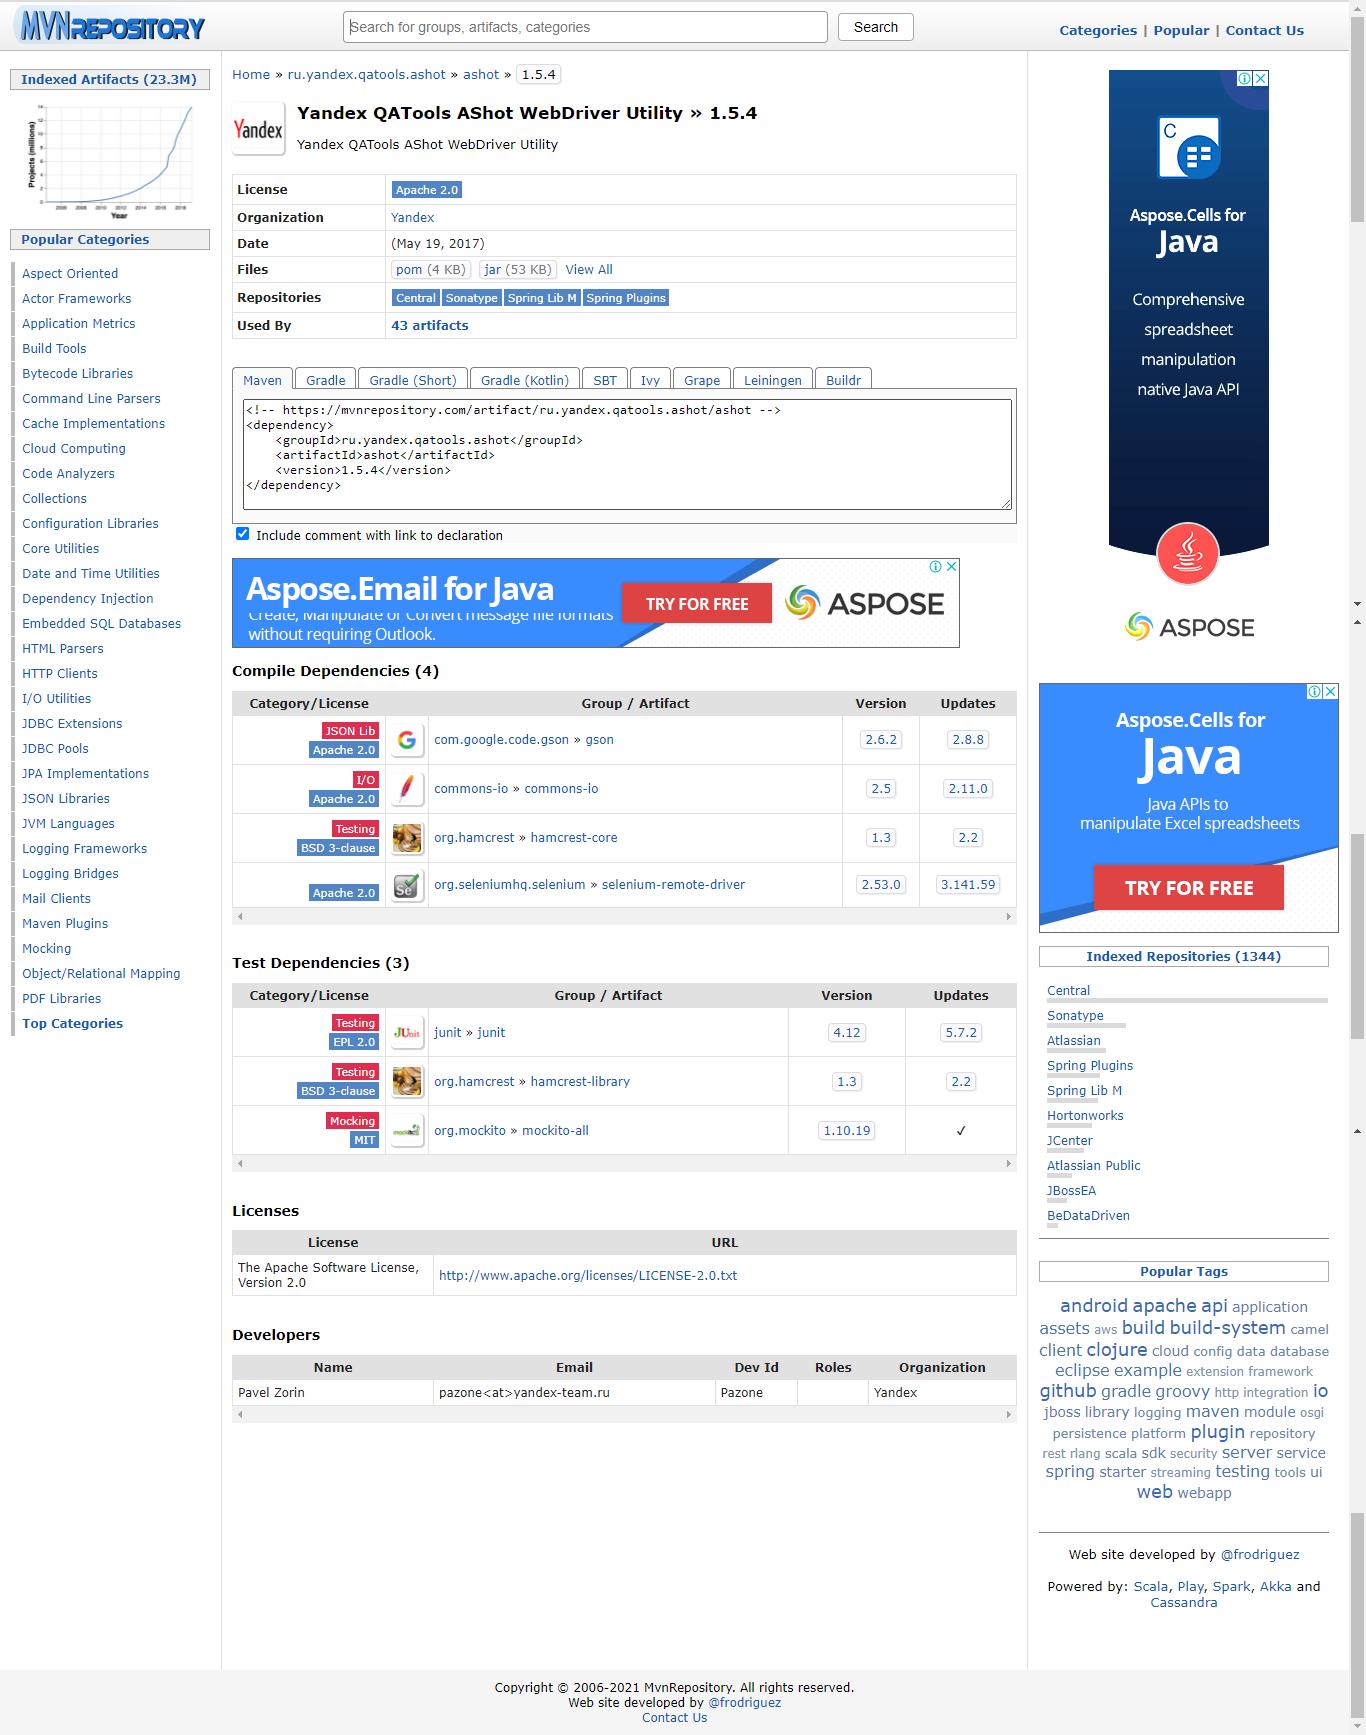 MVNREPOSITORY
Search for groups, artifacts, categories
Search
Categories | Popular | Contact Us
Indexed Artifacts (23.3M)
Projects (millions)
Year
Popular Categories
Aspect Oriented
Actor Frameworks
Application Metrics
Build Tools
Bytecode Libraries
Command Line Parsers
Cache Implementations
Cloud Computing
Code Analyzers
Collections
Configuration Libraries
Core Utilities
Date and Time Utilities
Dependency Injection
Embedded SQL Databases
HTML Parsers
HTTP Clients
I/O Utilities
JDBC Extensions
JDBC Pools
JPA Implementations
JSON Libraries
JVM Languages
Logging Frameworks
Logging Bridges
Mail Clients
Maven Plugins
Mocking
Object/Relational Mapping
PDF Libraries
Top Categories
Home » ru.yandex.qatools.ashot » ashot » 1.5.4
Yandex
Yandex QATools AShot WebDriver Utility » 1.5.4
Yandex QATools AShot WebDriver Utility
License Apache 2.0
Organization Yandex
Date (May 19, 2017)
Files pom (4 KB) jar (53 KB) View All
Repositories Central Sonatype Spring Lib M Spring Plugins
Used By 43 artifacts
Maven Gradle Gradle (Short) Gradle (Kotlin) SBT Ivy Grape Leiningen Buildr
<!-- https://mvnrepository.com/artifact/ru.yandex.qatools.ashot/ashot -->
<dependency>
<groupId>ru.yandex.qatools.ashot</groupId>
<artifactId>ashot</artifactId>
<version>1.5.4</version>
</dependency>
Include comment with link to declaration
Aspose.Email for Java
Create, Manipulate or Convert message file formats
without requiring Outlook.
TRY FOR FREE
ASPOSE
Compile Dependencies (4)
Category/License Group / Artifact Version Updates
JSON Lib
Apache 2.0
G
com.google.code.gson » gson 2.6.2 2.8.8
I/O
Apache 2.0
commons-io » commons-io 2.5 2.11.0
Testing
BSD 3-clause
org.hamcrest » hamcrest-core 1.3 2.2
Apache 2.0
Se
org.seleniumhq.selenium » selenium-remote-driver 2.53.0 3.141.59
Test Dependencies (3)
Category/License Group / Artifact Version Updates
Testing
EPL 2.0
JUnit
junit » junit 4.12 5.7.2
Testing
BSD 3-clause
org.hamcrest » hamcrest-library 1.3 2.2
Mocking
MIT
org.mockito » mockito-all 1.10.19 ✓
Licenses
License URL
The Apache Software License,
Version 2.0
http://www.apache.org/licenses/LICENSE-2.0.txt
Developers
Name Email Dev Id Roles Organization
Pavel Zorin pazone<at>yandex-team.ru Pazone Yandex
C
Aspose.Cells for
Java
Comprehensive
spreadsheet
manipulation
native Java API
ASPOSE
Aspose.Cells for
Java
Java APIs to
manipulate Excel spreadsheets
TRY FOR FREE
Indexed Repositories (1344)
Central
Sonatype
Atlassian
Spring Plugins
Spring Lib M
Hortonworks
JCenter
Atlassian Public
JBossEA
BeDataDriven
Popular Tags
android apache api application
assets aws build build-system camel
client clojure cloud config data database
eclipse example extension framework
github gradle groovy http integration io
jboss library logging maven module osgi
persistence platform plugin repository
rest rlang scala sdk security server service
spring starter streaming testing tools ui
web webapp
Web site developed by @frodriguez
Powered by: Scala, Play, Spark, Akka and
Cassandra
Copyright © 2006-2021 MvnRepository. All rights reserved.
Web site developed by @frodriguez
Contact Us